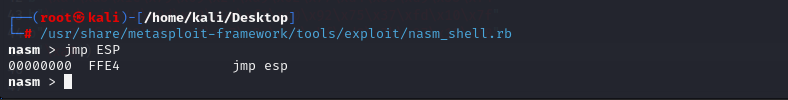 ┌──(root㉿kali)-[/home/kali/Desktop]
└─# /usr/share/metasploit-framework/tools/exploit/nasm_shell.rb
nasm > jmp ESP
00000000  FFE4              jmp esp
nasm >